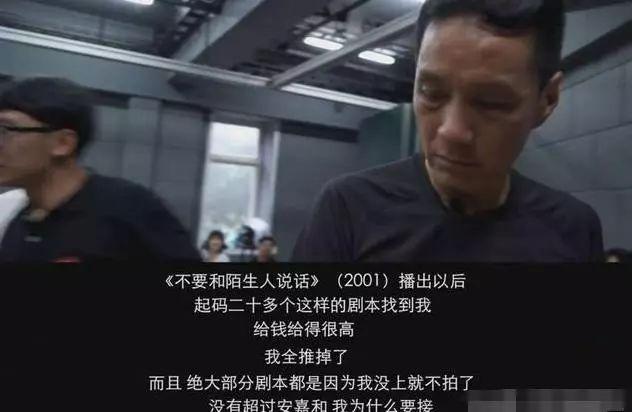 《不要和陌生人说话》（2001）播出以后
起码二十多个这样的剧本找到我
给钱给得很高
我全推掉了
而且 绝大部分剧本都是因为我没上就不拍了
没有超过安嘉和 我为什么要接